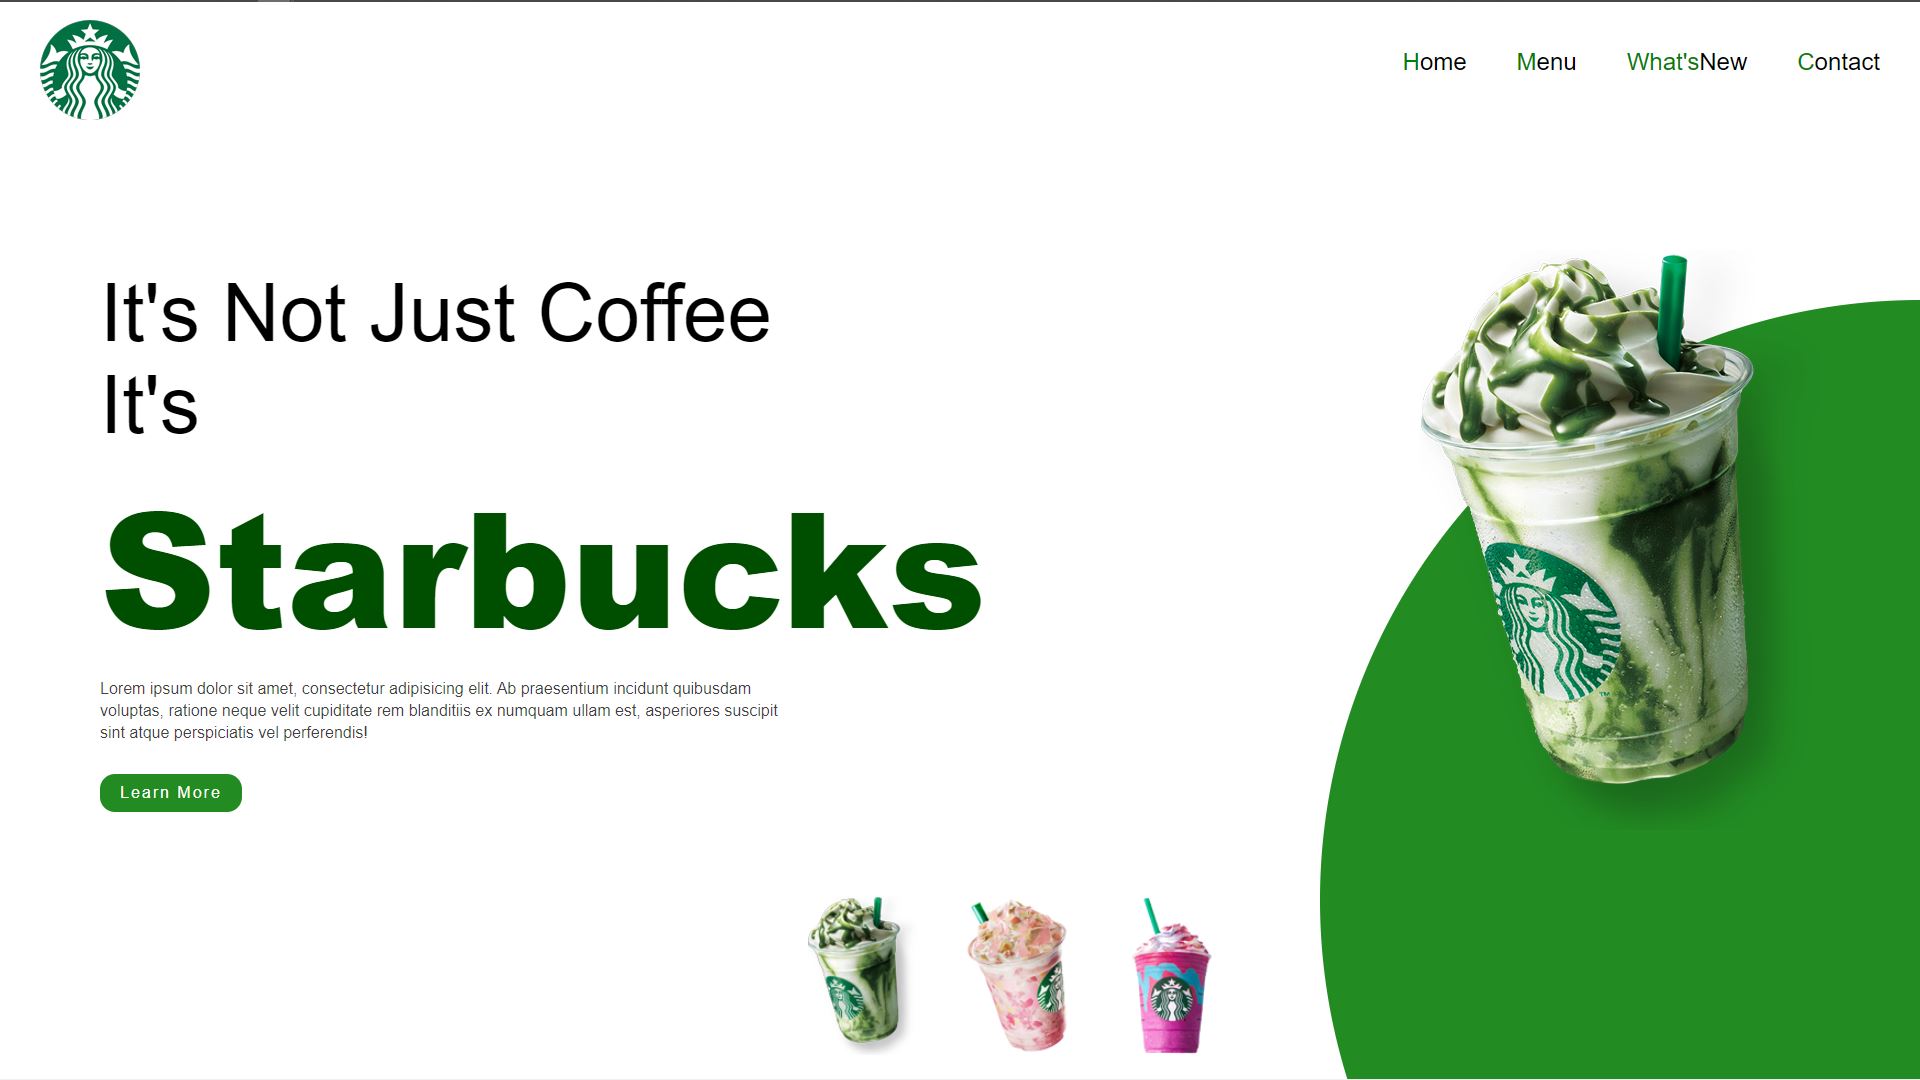 Home Menu What'sNew Contact
It's Not Just Coffee
It's
Starbucks
Lorem ipsum dolor sit amet, consectetur adipisicing elit. Ab praesentium incidunt quibusdam
voluptas, ratione neque velit cupiditate rem blanditiis ex numquam ullam est, asperiores suscipit
sint atque perspiciatis vel perferendis!
Learn More